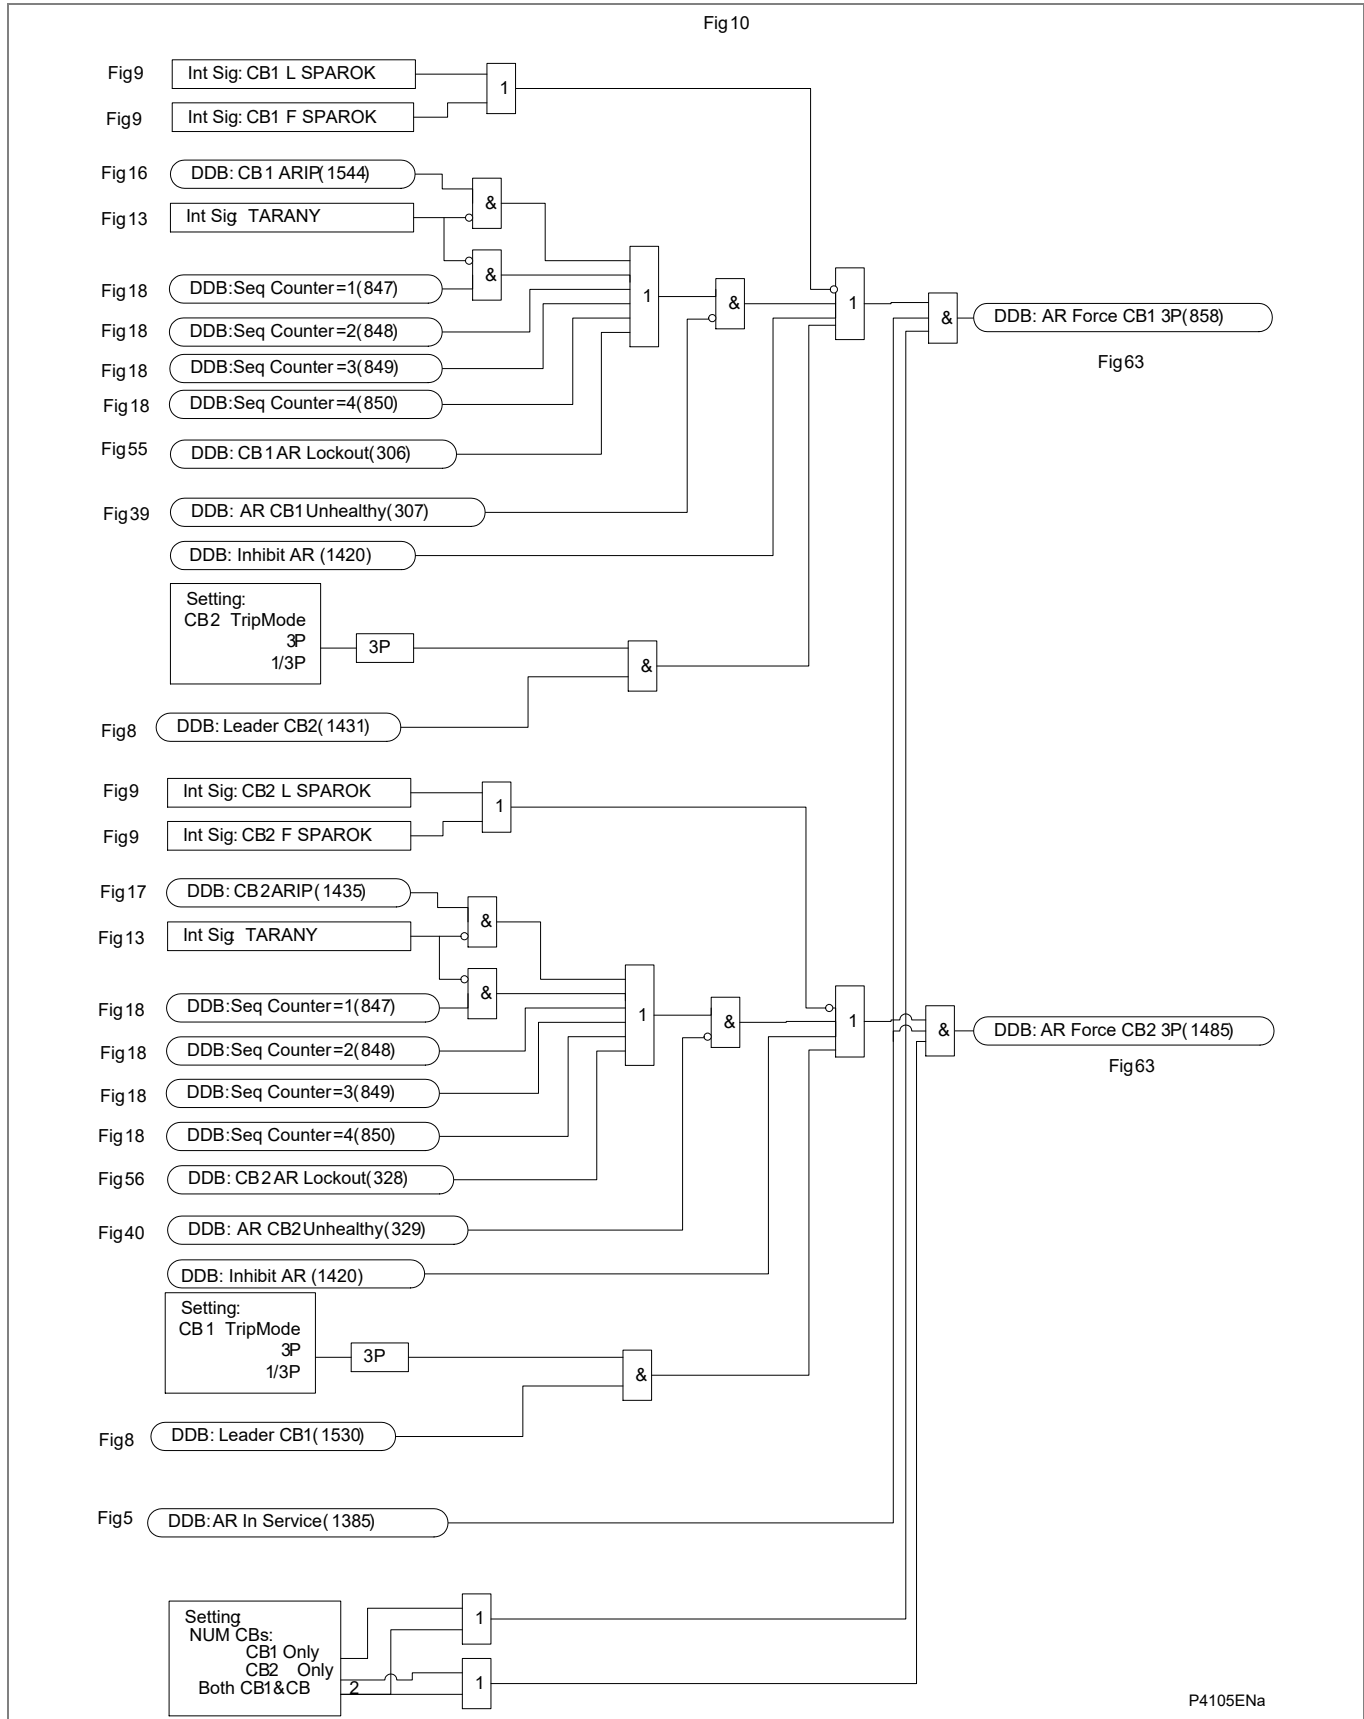 Fig10
Fig9 Int Sig: CB1 L SPAROK
1
Fig9 Int Sig: CB1 F SPAROK
Fig16 DDB: CB1 ARIP(1544)
&
Fig13 Int Sig: TARANY
&
Fig18 DDB:Seq Counter=1(847)
1
&
1
&
DDB: AR Force CB1 3P(858)
Fig18 DDB:Seq Counter=2(848)
Fig63
Fig18 DDB:Seq Counter=3(849)
Fig18 DDB:Seq Counter=4(850)
Fig55 DDB: CB1AR Lockout(306)
Fig39 DDB: AR CB1Unhealthy(307)
DDB: Inhibit AR (1420)
Setting:
CB2 TripMode
3P
1/3P
3P
&
Fig8 DDB: Leader CB2(1431)
Fig9 Int Sig: CB2 L SPAROK
1
Fig9 Int Sig: CB2 F SPAROK
Fig17 DDB: CB2ARIP(1435)
&
Fig13 Int Sig: TARANY
&
Fig18 DDB:Seq Counter=1(847)
1
&
1
&
DDB: AR Force CB2 3P(1485)
Fig18 DDB:Seq Counter=2(848)
Fig63
Fig18 DDB:Seq Counter=3(849)
Fig18 DDB:Seq Counter=4(850)
Fig56 DDB: CB2AR Lockout(328)
Fig40 DDB: AR CB2Unhealthy(329)
DDB: Inhibit AR (1420)
Setting:
CB1 TripMode
3P
1/3P
3P
&
Fig8 DDB: Leader CB1(1530)
Fig5 DDB:AR In Service(1385)
Setting
NUM CBs:
CB1 Only
CB2 Only
Both CB1&CB 2
1
1
P4105ENa